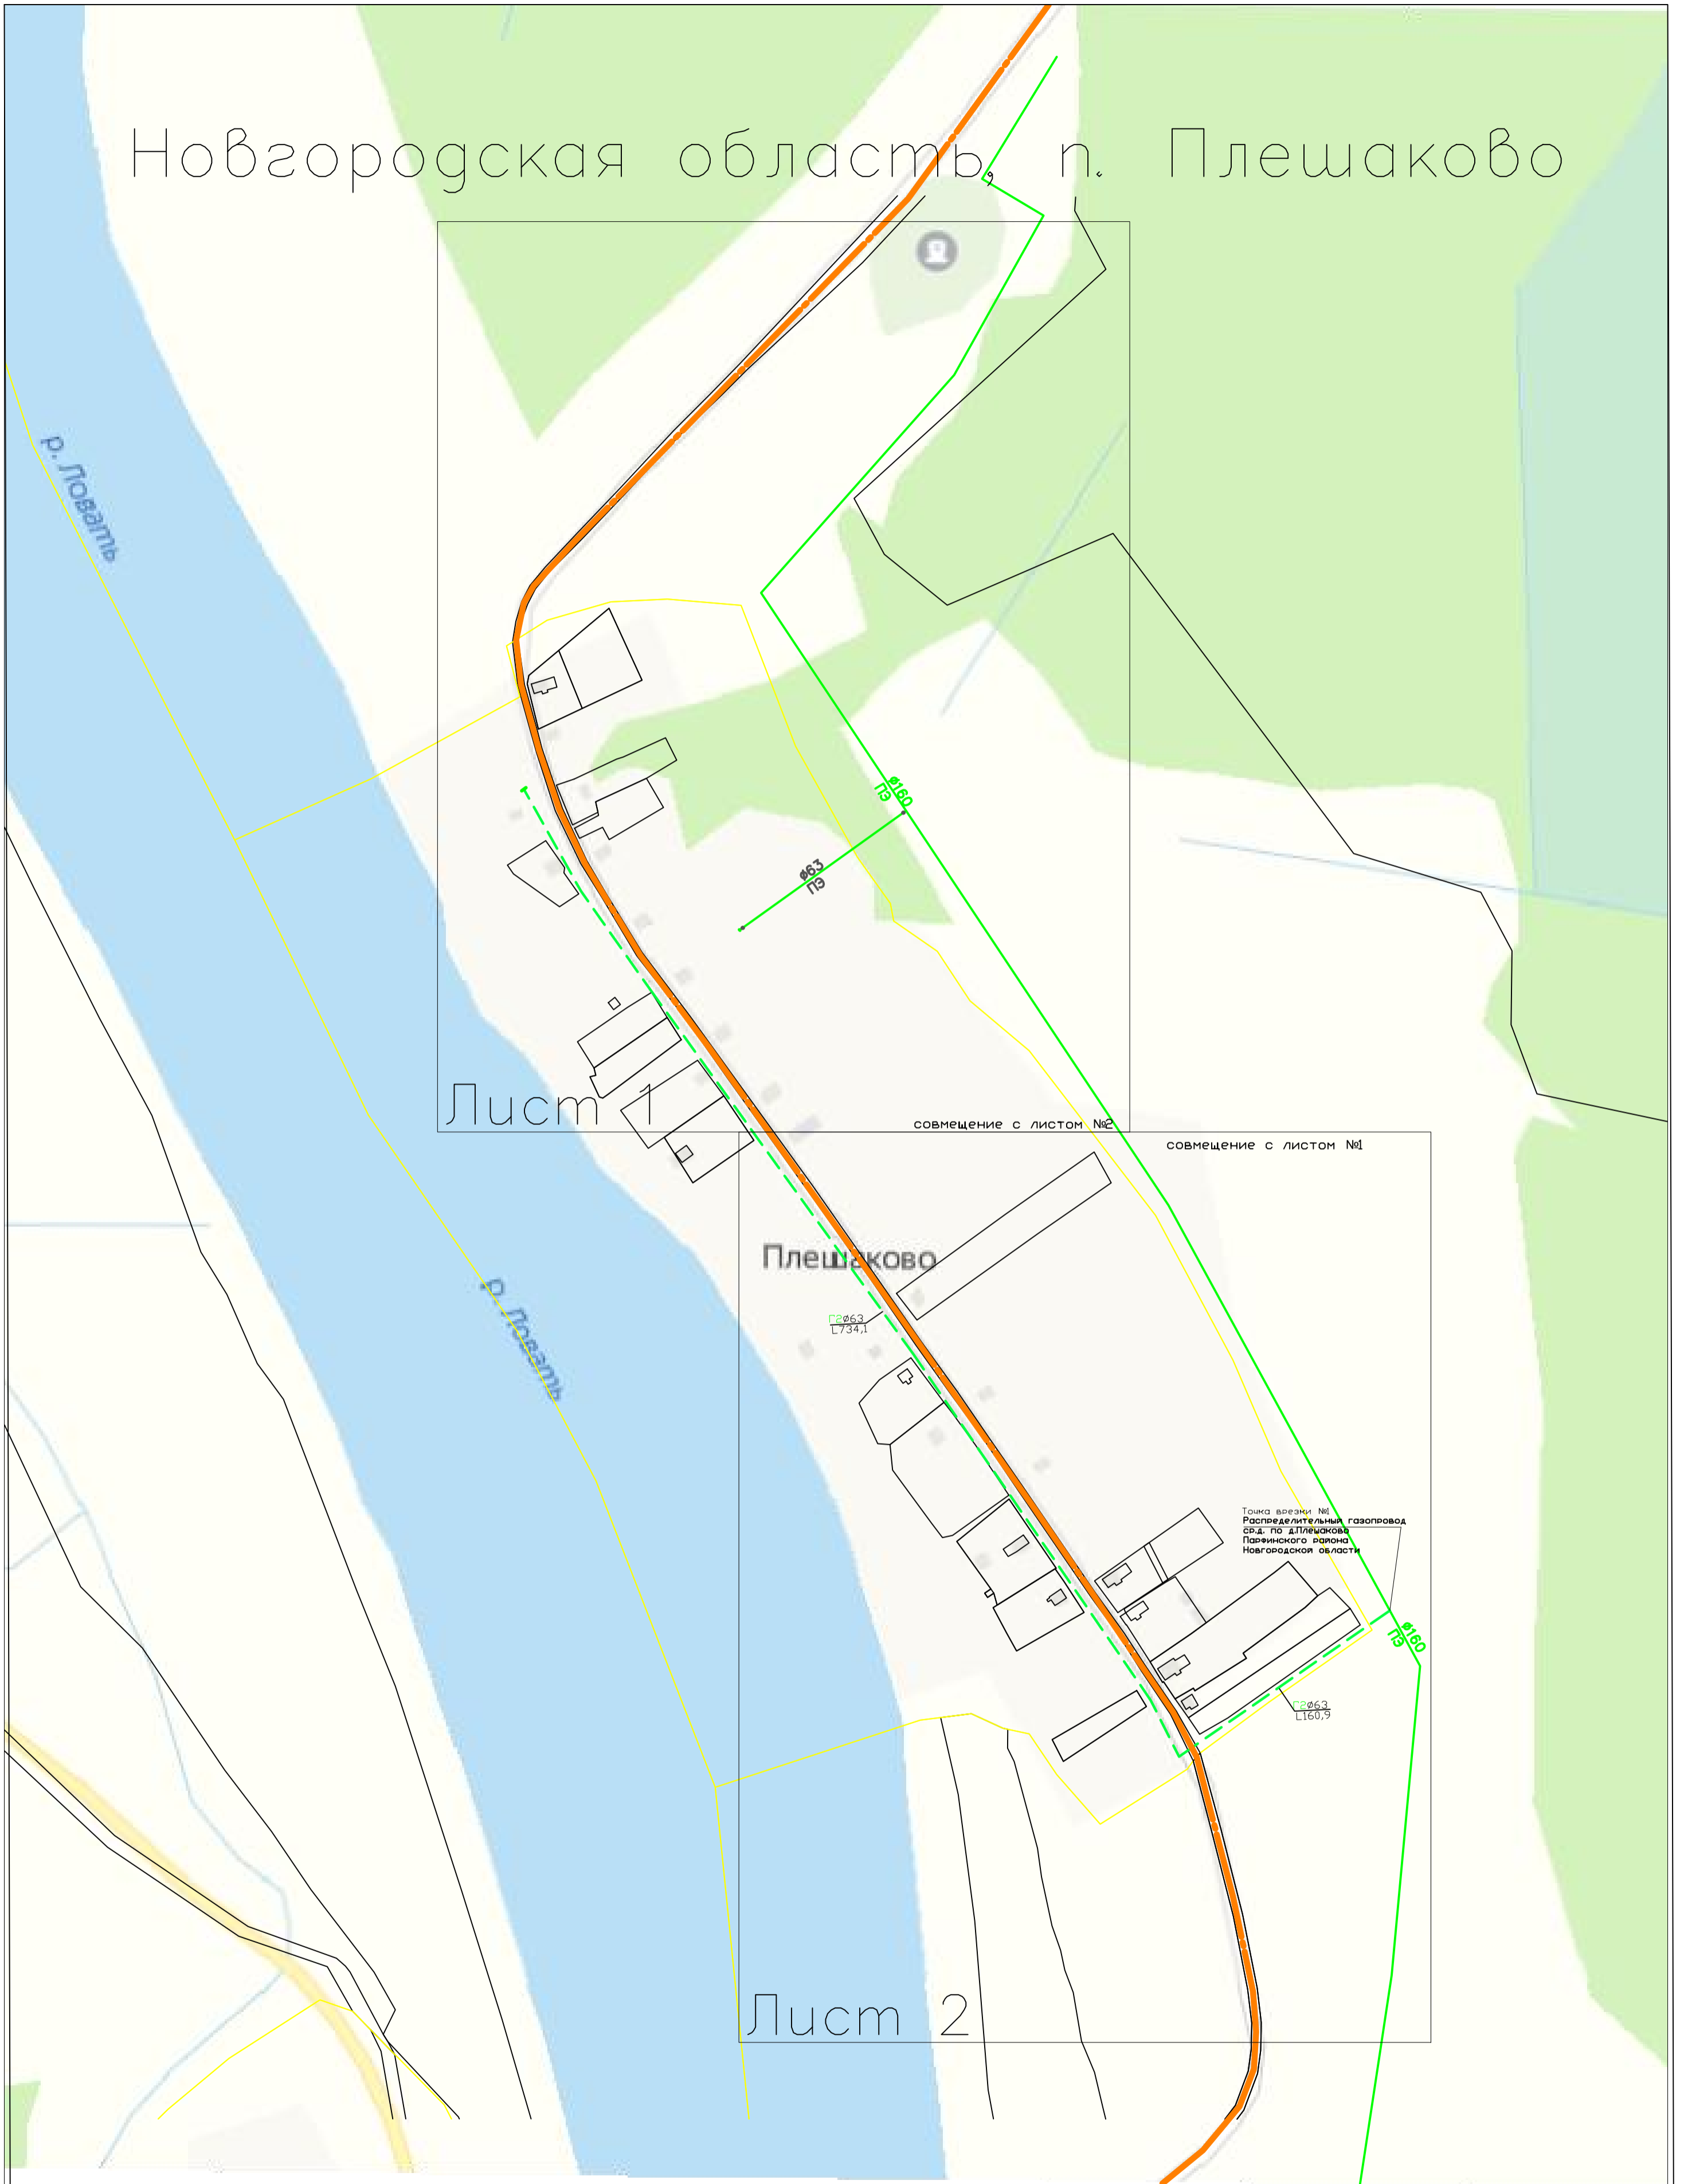 Новгородская область, п. Плешаково
р. Ловать
ø160
ПЭ
ø63
ПЭ
Лист 1
совмещение с листом №2
совмещение с листом №1
Плешаково
р. Ловать
Г2ø63
L734,1
Точка врезки №1
Распределительный газопровод
ср.д. по д.Плешаково
Парфинского района
Новгородской области
ø160
ПЭ
Г2ø63
L160,9
Лист 2